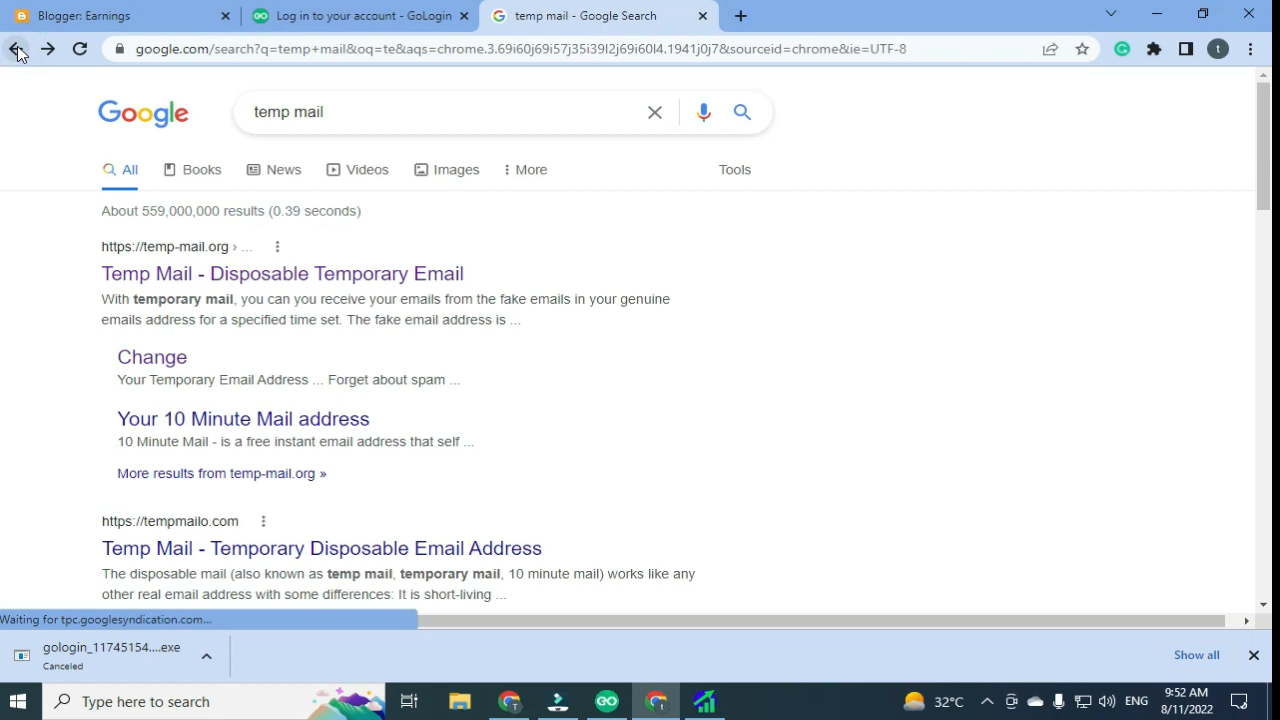 Blogger: Earnings
Log in to your account - GoLogin
temp mail - Google Search
google.com/search?q=temp+mail&oq=te&aqs=chrome.3.69i60j69i57j35i39l2j69i60l4.1941j0j7&sourceid=chrome&ie=UTF-8
t
Google
temp mail
All
Books
News
Videos
Images
More
Tools
About 559,000,000 results (0.39 seconds)
https://temp-mail.org › ...
Temp Mail - Disposable Temporary Email
With temporary mail, you can you receive your emails from the fake emails in your genuine
emails address for a specified time set. The fake email address is ...
Change
Your Temporary Email Address ... Forget about spam ...
Your 10 Minute Mail address
10 Minute Mail - is a free instant email address that self ...
More results from temp-mail.org »
https://tempmailo.com
Temp Mail - Temporary Disposable Email Address
The disposable mail (also known as temp mail, temporary mail, 10 minute mail) works like any
other real email address with some differences: It is short-living ...
Waiting for tpc.googlesyndication.com...
gologin_11745154....exe
Canceled
Show all
Type here to search
GO
32°C
ENG
9:52 AM
8/11/2022